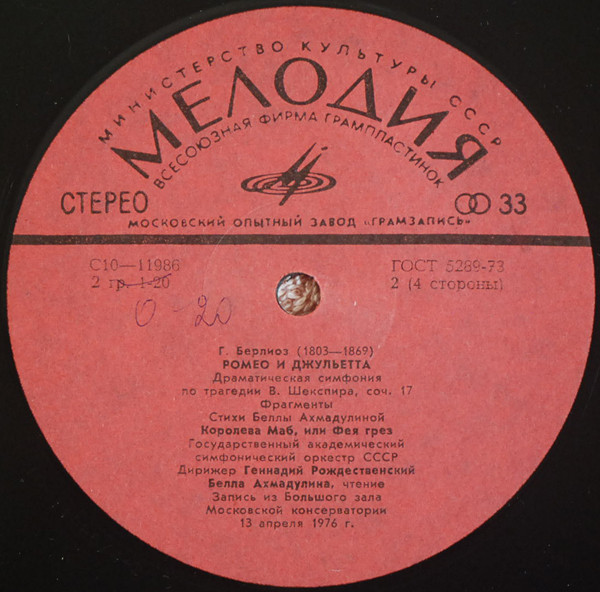 МИНИСТЕРСТВО КУЛЬТУРЫ СССР
МЕЛОДИЯ
ВСЕСОЮЗНАЯ ФИРМА ГРАМПЛАСТИНОК
СТЕРЕО
33
МОСКОВСКИЙ ОПЫТНЫЙ ЗАВОД «ГРАМЗАПИСЬ»
С10—11986
ГОСТ 5289-73
2 гр. 1-20
2 (4 стороны)
0-20
Г. Берлиоз (1803—1869)
РОМЕО И ДЖУЛЬЕТТА
Драматическая симфония
по трагедии В. Шекспира, соч. 17
Фрагменты
Стихи Беллы Ахмадулиной
Королева Маб, или Фея грез
Государственный академический
симфонический оркестр СССР
Дирижер Геннадий Рождественский
Белла Ахмадулина, чтение
Запись из Большого зала
Московской консерватории
13 апреля 1976 г.